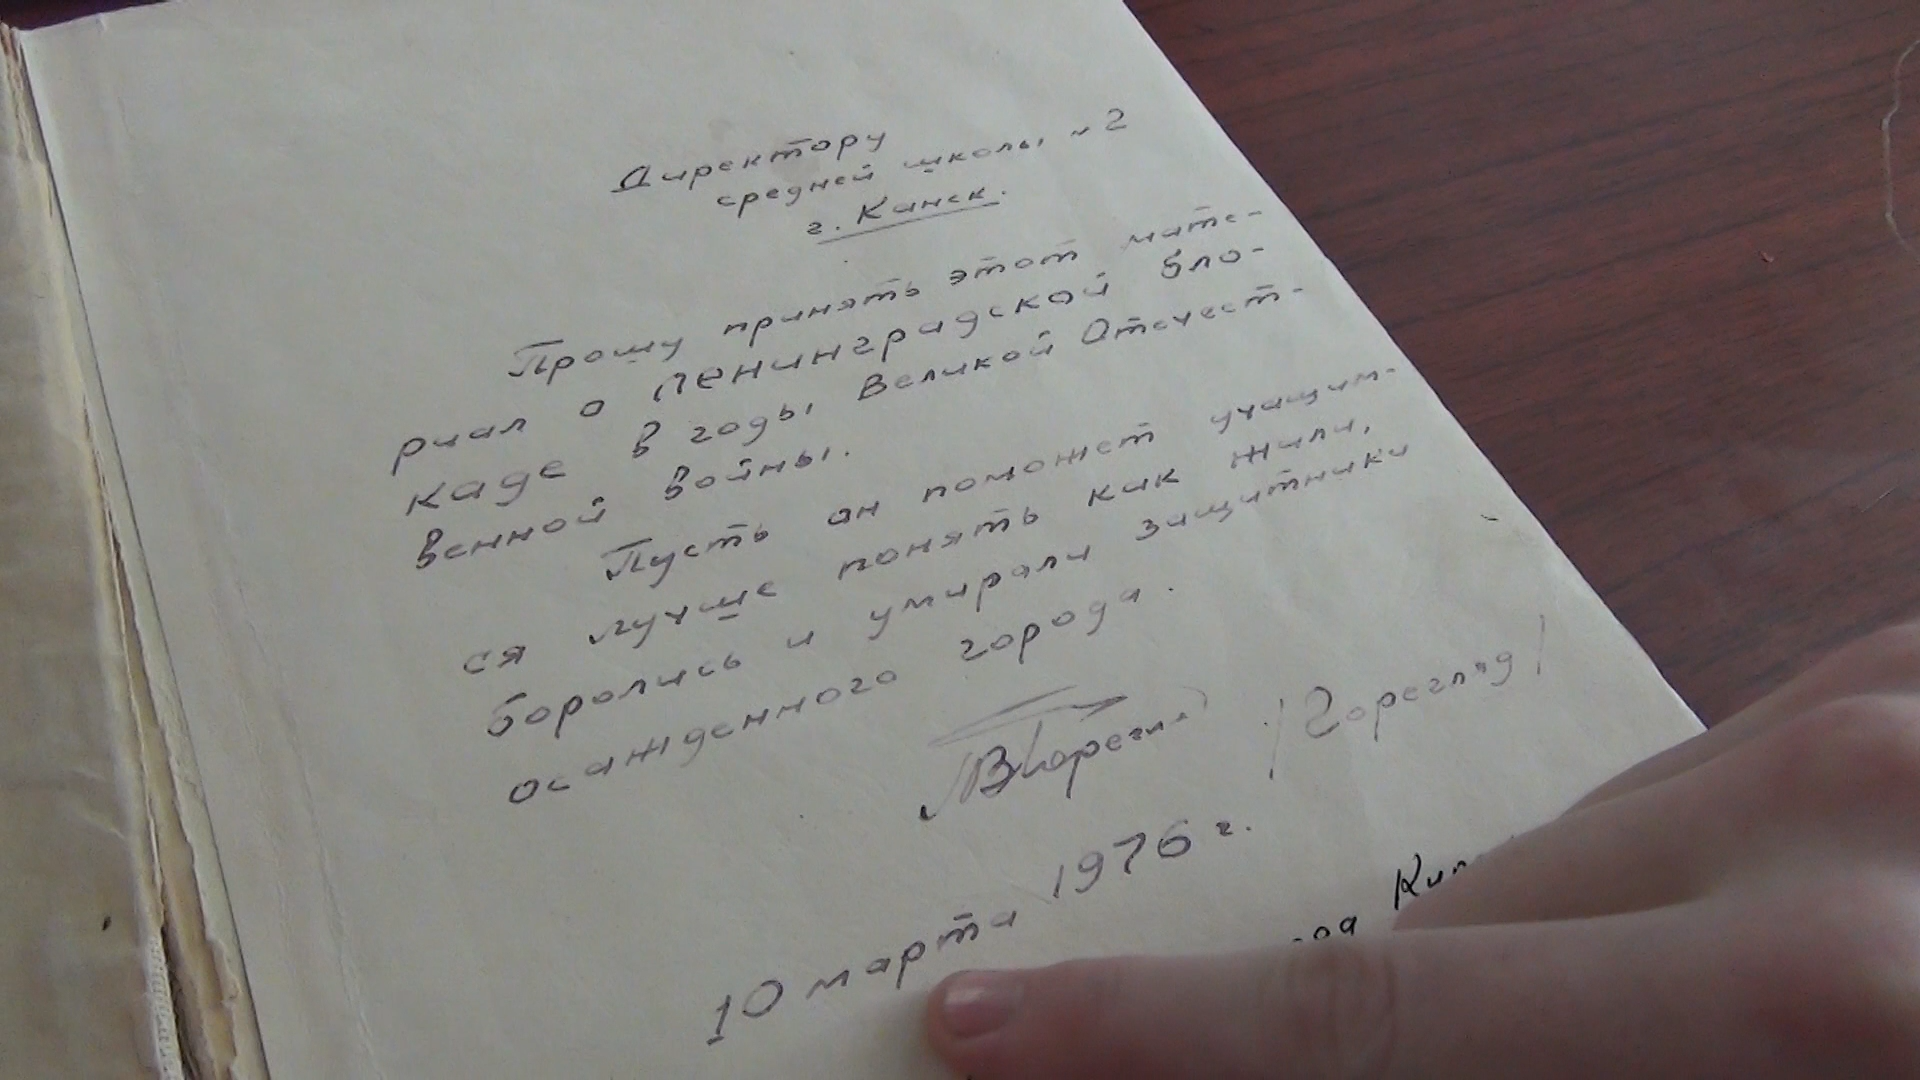 Директору
средней школы N 2
г. Канск.
Прошу принять этот мате-
риал о Ленинградской бло-
каде в годы Великой Отечест-
венной войны.
Пусть он поможет учащим-
ся лучше понять как жили,
боролись и умирали защитники
осажденного города.
/Горегляд/
10 марта 1976 г.